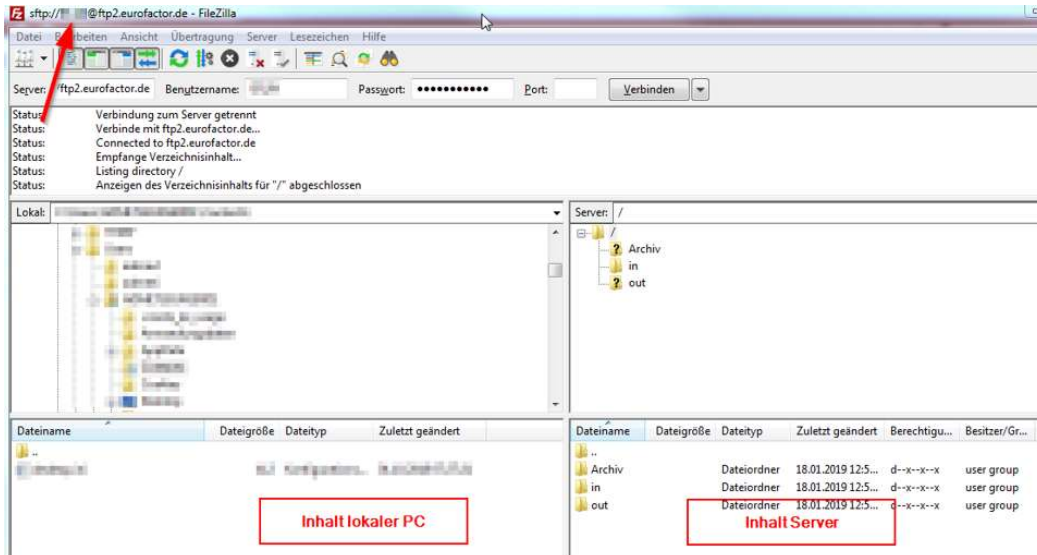 sftp:// @ftp2.eurofactor.de - FileZilla
Datei Bearbeiten Ansicht Übertragung Server Lesezeichen Hilfe
Server: /ftp2.eurofactor.de Benutzername: Passwort: ●●●●●●●●●●● Port: Verbinden
Status: Verbindung zum Server getrennt
Status: Verbinde mit ftp2.eurofactor.de...
Status: Connected to ftp2.eurofactor.de
Status: Empfange Verzeichnisinhalt...
Status: Listing directory /
Status: Anzeigen des Verzeichnisinhalts für "/" abgeschlossen
Lokal: Server: /
/
? Archiv
in
? out
Dateiname Dateigröße Dateityp Zuletzt geändert
..
Inhalt lokaler PC
Dateiname Dateigröße Dateityp Zuletzt geändert Berechtigu... Besitzer/Gr...
..
Archiv Dateiordner 18.01.2019 12:5... d--x--x--x user group
in Dateiordner 18.01.2019 12:5... d--x--x--x user group
out Dateiordner 18.01.2019 12:5... d--x--x--x user group
Inhalt Server